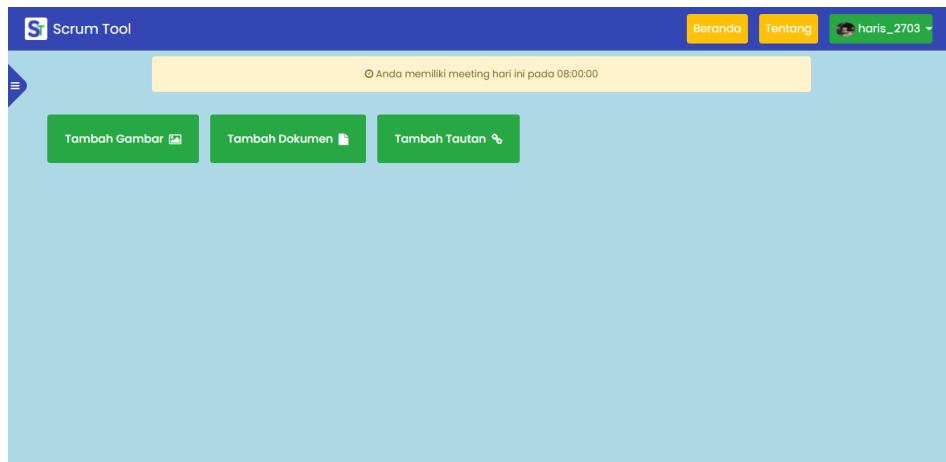 ST Scrum Tool
Beranda
Tentang
haris_2703
Anda memiliki meeting hari ini pada 08:00:00
Tambah Gambar
Tambah Dokumen
Tambah Tautan